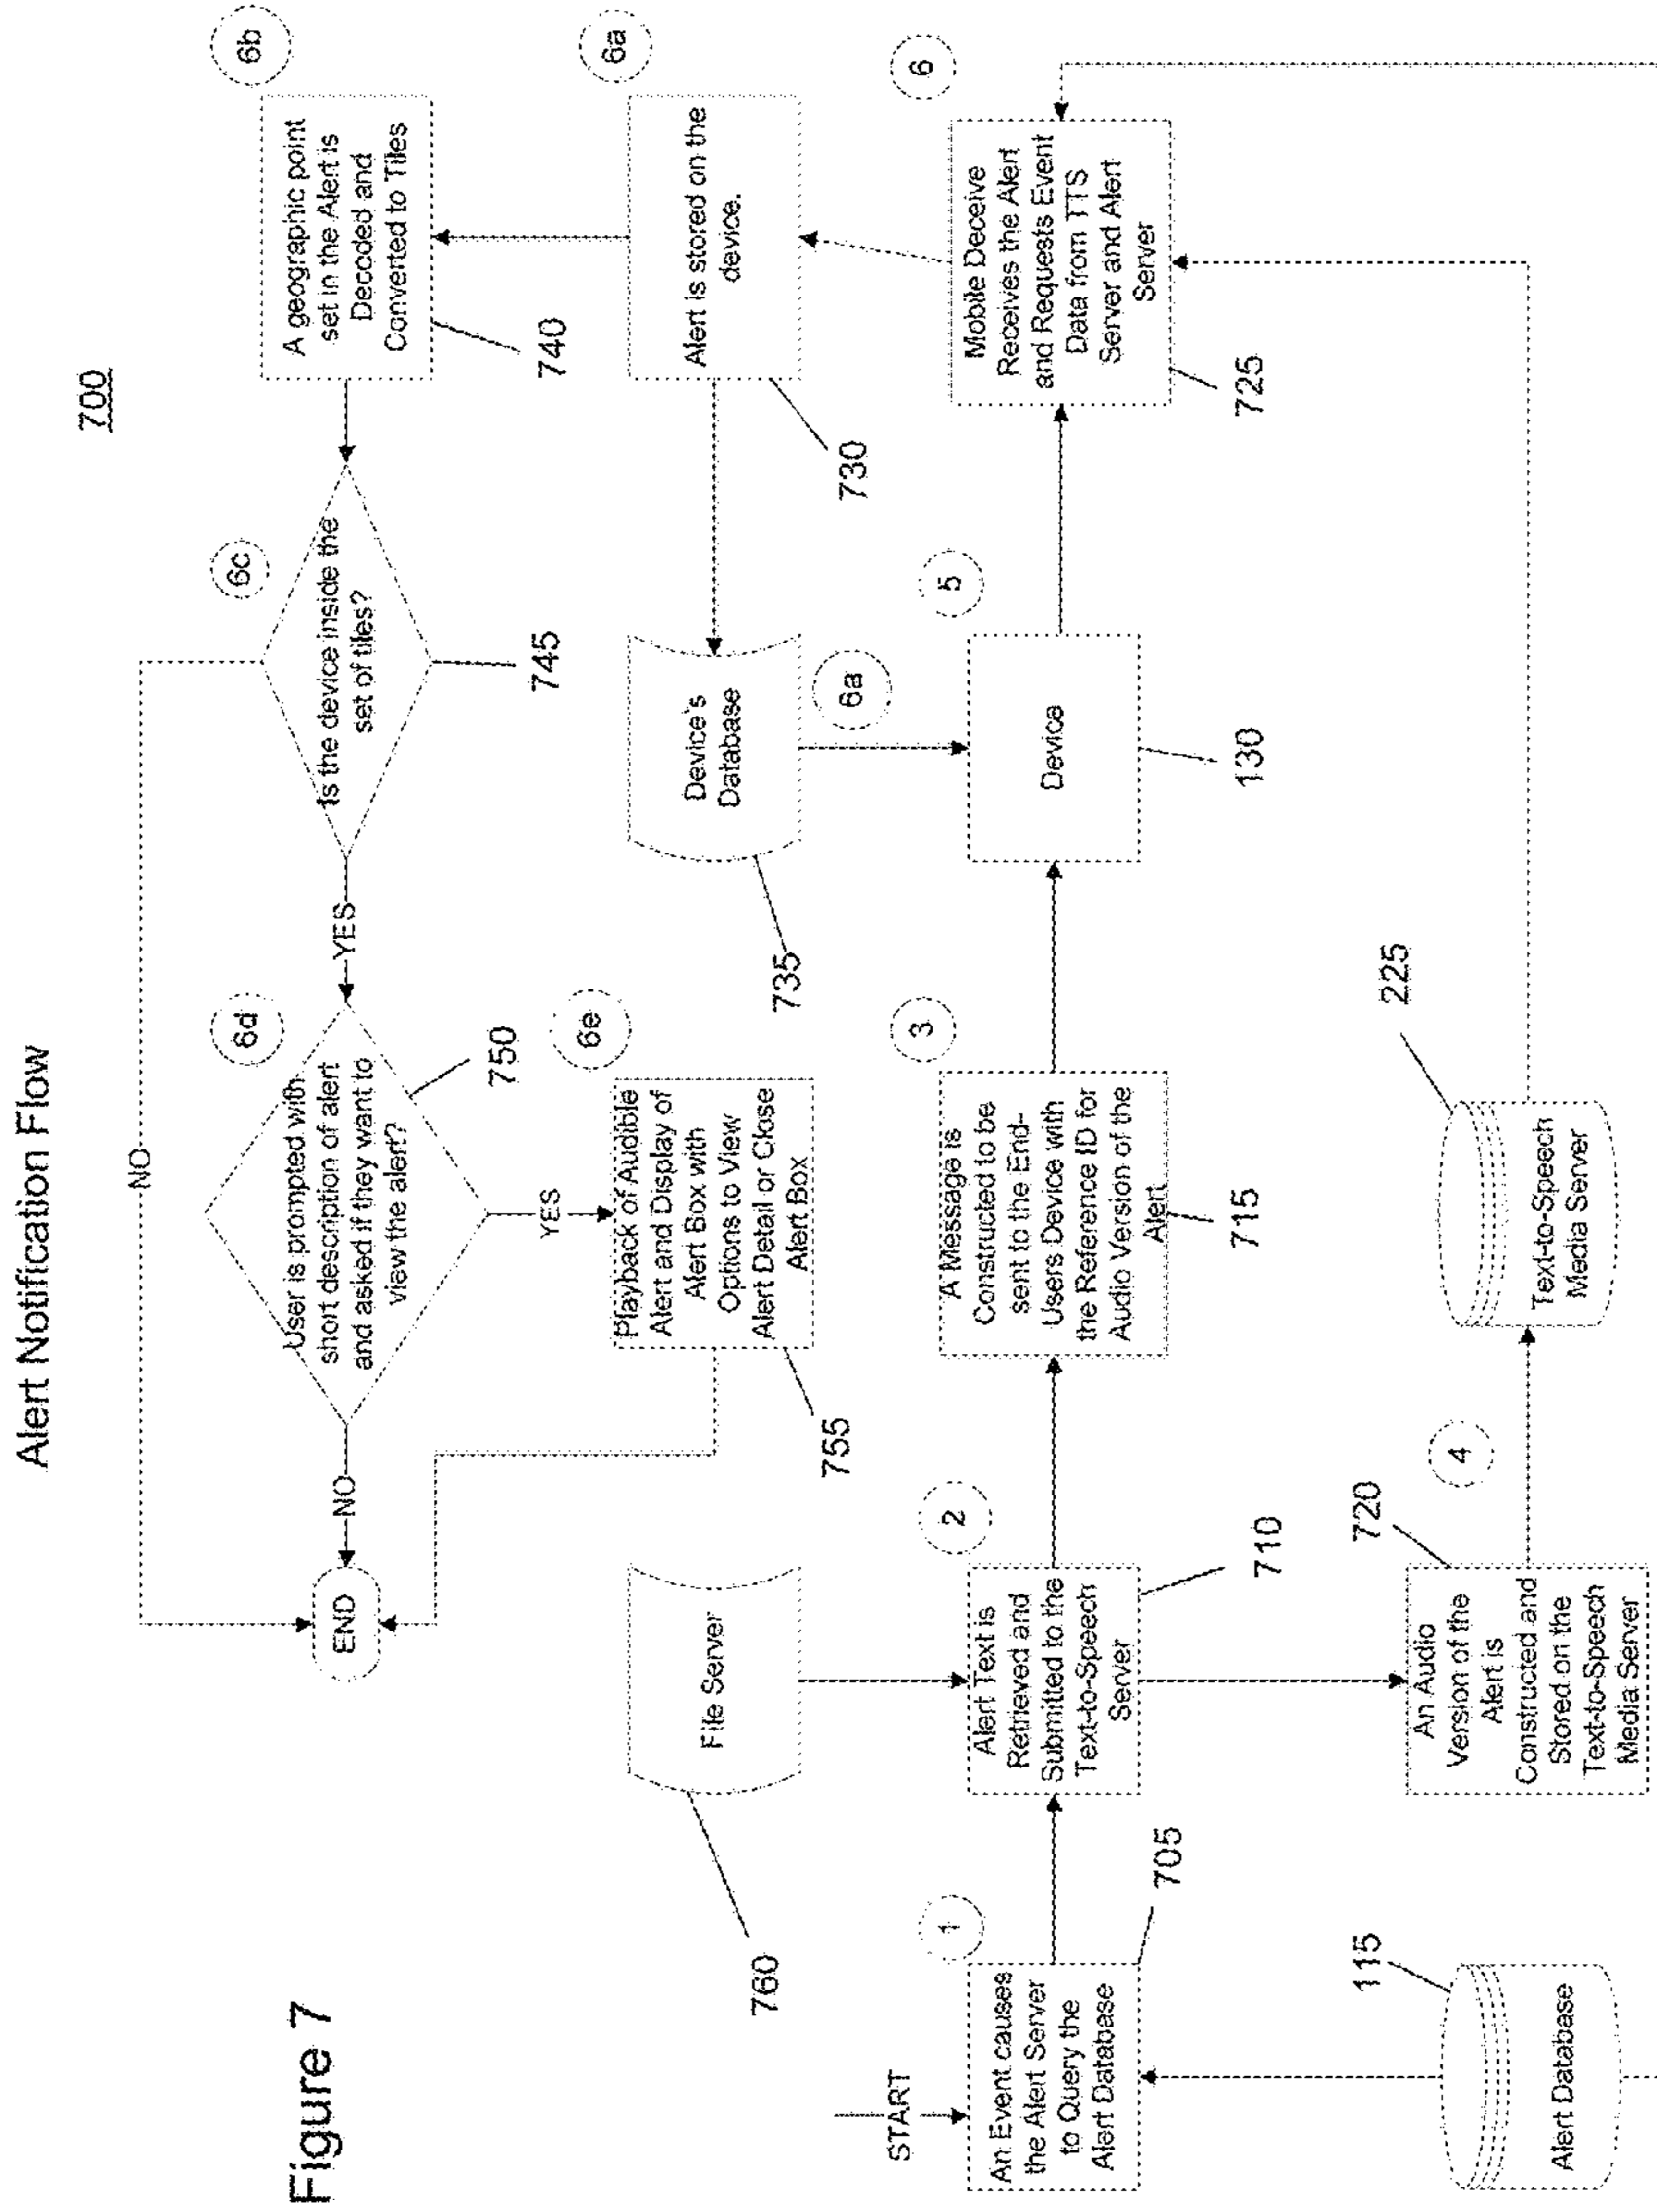 Alert Notification Flow
Figure 7
700
END
NO
NO
User is prompted with
short description of alert
and asked if they want to
view the alert?
6d
750
YES
YES
Is the device inside the
set of tiles?
6c
745
A geographic point
set in the Alert is
Decoded and
Converted to Tiles
6b
740
File Server
760
Playback of Audible
Alert and Display of
Alert Box with
Options to View
Alert Detail or Close
Alert Box
6e
755
Device's
Database
735
6a
Alert is stored on the
device.
6a
730
START
An Event causes
the Alert Server
to Query the
Alert Database
1
705
Alert Text is
Retrieved and
Submitted to the
Text-to-Speech
Server
2
710
A Message is
Constructed to be
sent to the End-
Users Device with
the Reference ID for
Audio Version of the
Alert
3
715
Device
5
130
Mobile Deceive
Receives the Alert
and Requests Event
Data from TTS
Server and Alert
Server
6
725
Alert Database
115
An Audio
Version of the
Alert is
Constructed and
Stored on the
Text-to-Speech
Media Server
720
4
Text-to-Speech
Media Server
225